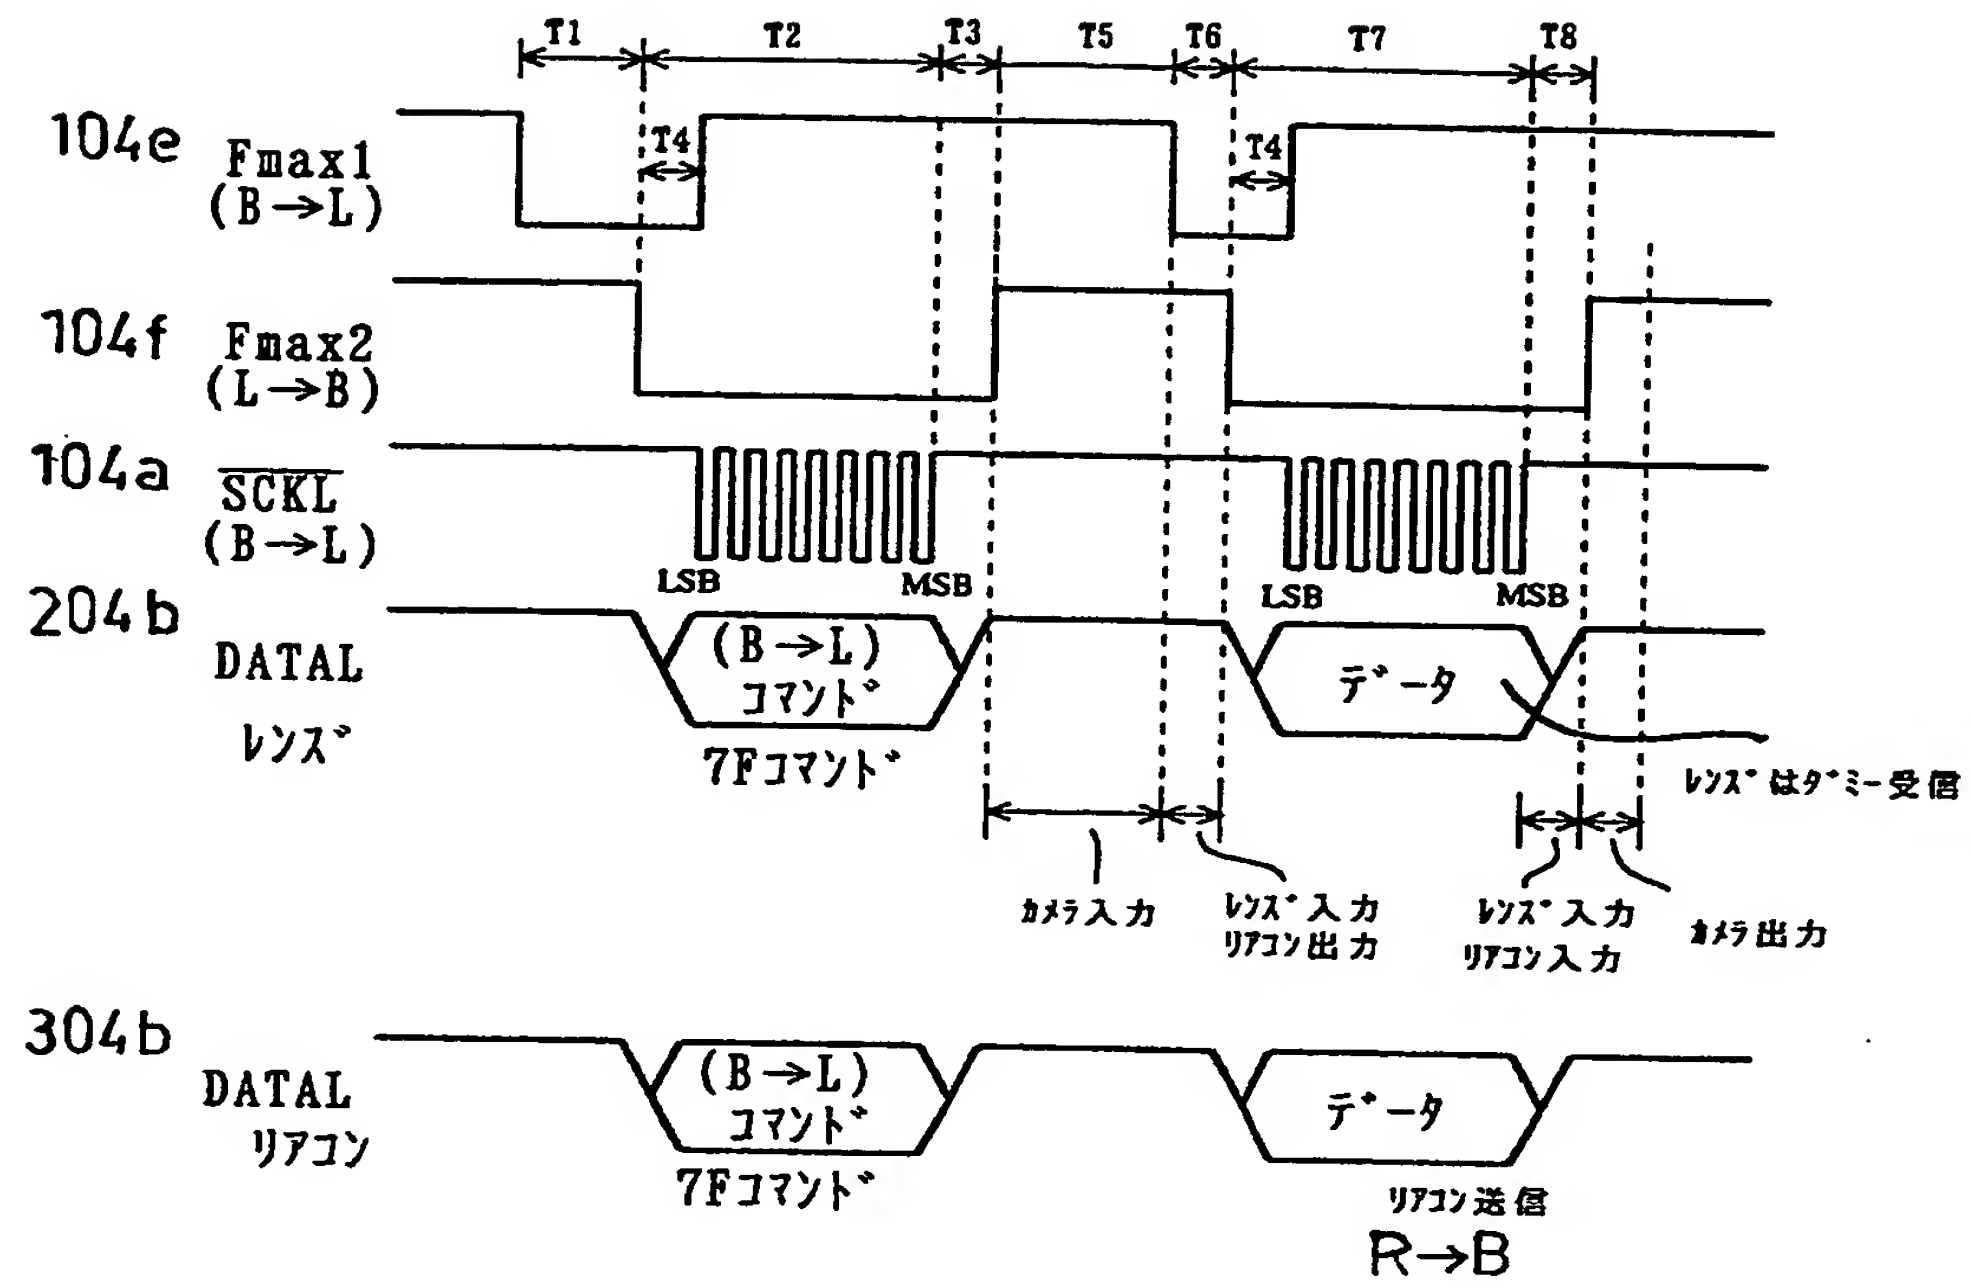 T1 T2 T3 T5 T6 T7 T8
104e Fmax1
(B→L)
T4 T4
104f Fmax2
(L→B)
104a SCKL
(B→L)
LSB MSB LSB MSB
204b DATAL
レンズ
(B→L)
コマンド
7Fコマンド
データ
レンズはダミー受信
カメラ入力
レンズ入力
リアコン出力
レンズ入力
リアコン入力
カメラ出力
304b DATAL
リアコン
(B→L)
コマンド
7Fコマンド
データ
リアコン送信
R→B